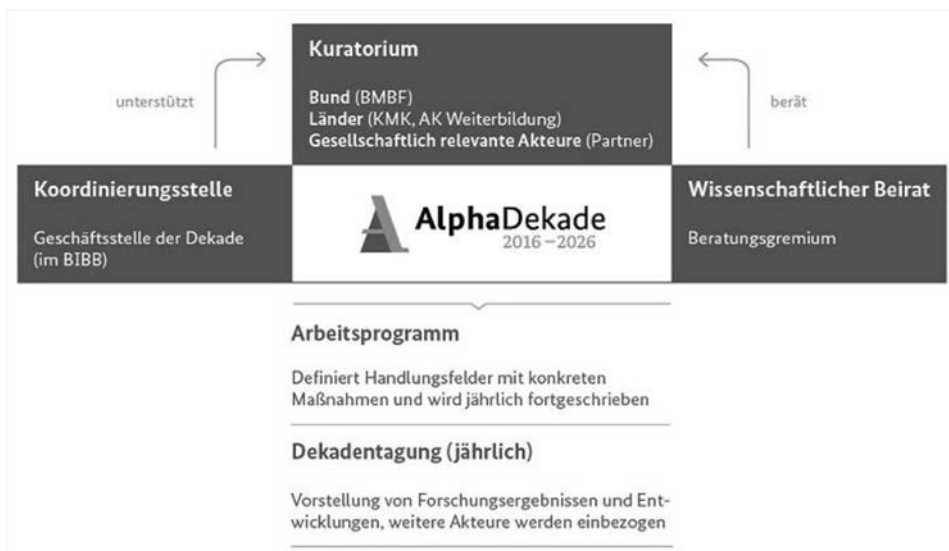 Kuratorium
Bund (BMBF)
Länder (KMK, AK Weiterbildung)
Gesellschaftlich relevante Akteure (Partner)
unterstützt
berät
Koordinierungsstelle
Geschäftsstelle der Dekade
(im BIBB)
AlphaDekade
2016–2026
Wissenschaftlicher Beirat
Beratungsgremium
Arbeitsprogramm
Definiert Handlungsfelder mit konkreten
Maßnahmen und wird jährlich fortgeschrieben
Dekadentagung (jährlich)
Vorstellung von Forschungsergebnissen und Ent-
wicklungen, weitere Akteure werden einbezogen